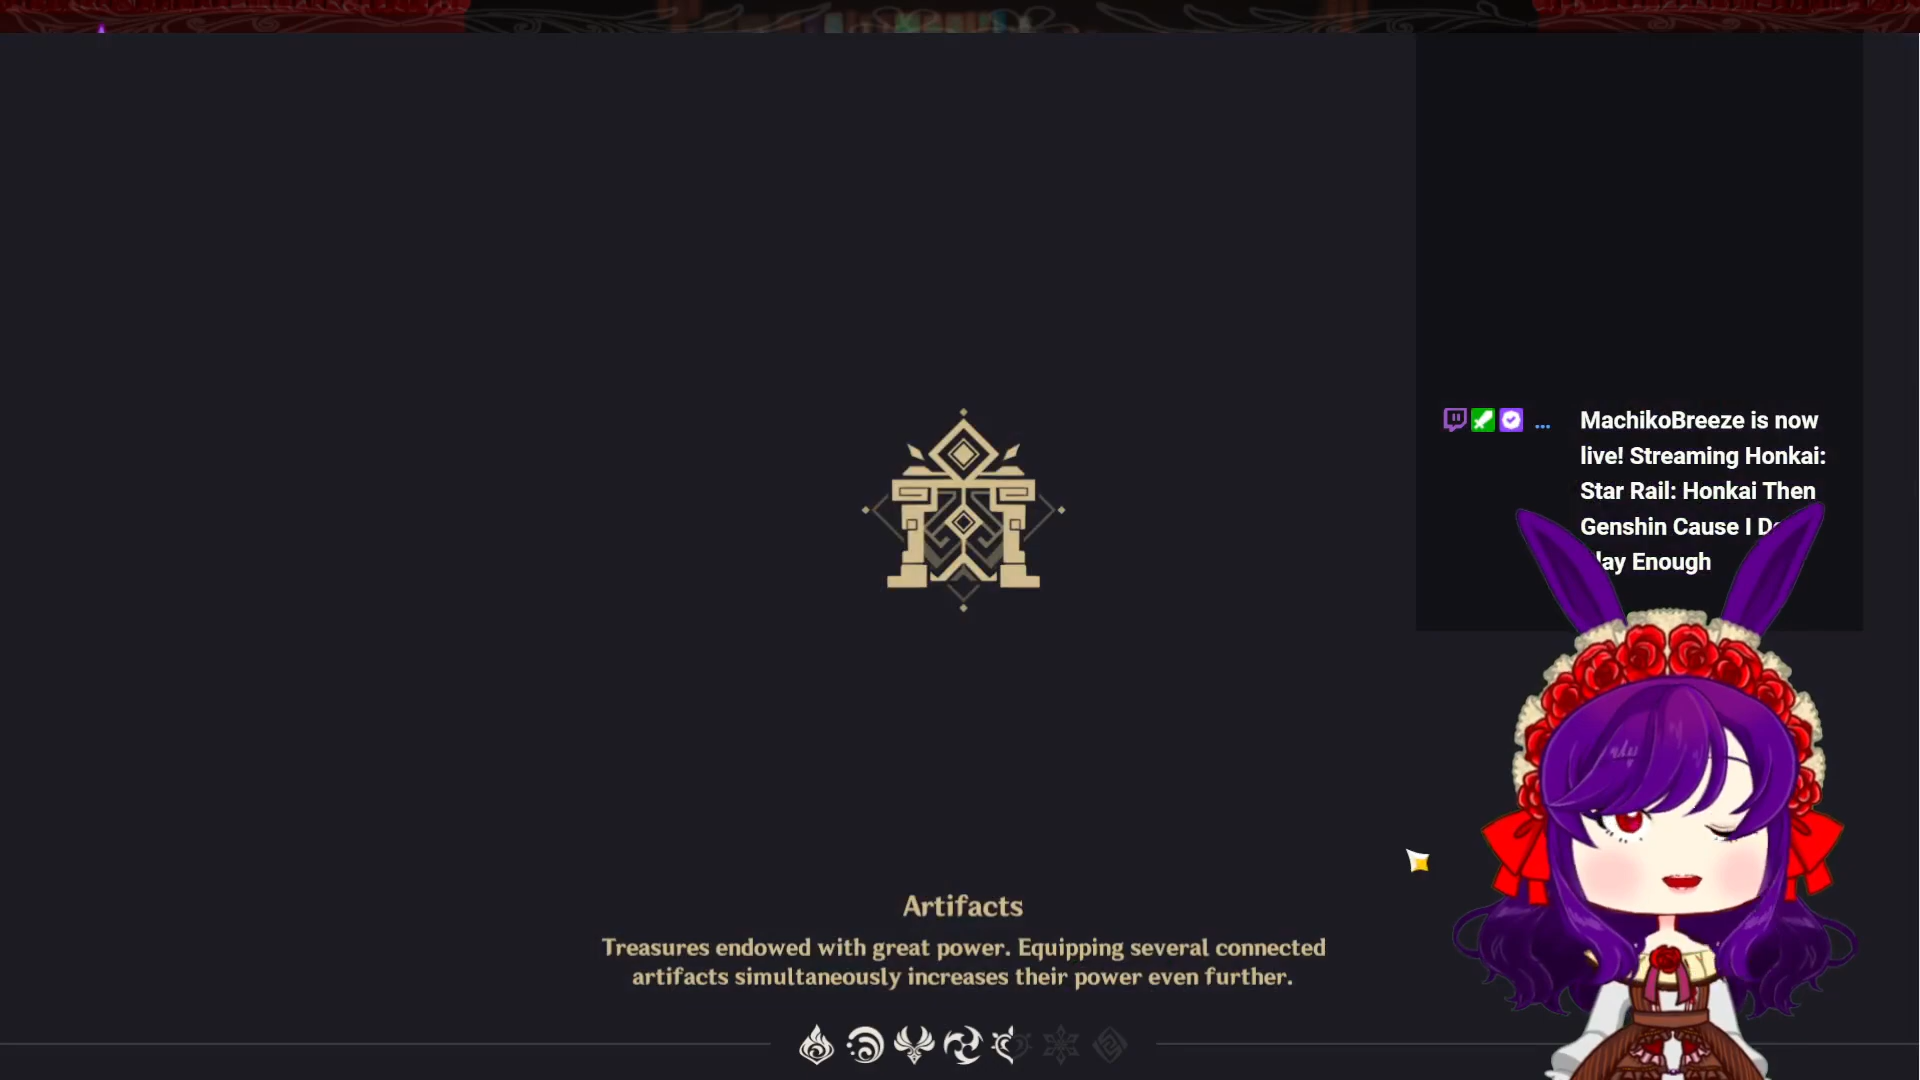 MachikoBreeze is now
live! Streaming Honkai:
Star Rail: Honkai Then
Genshin Cause I
Enough
Artifacts
Treasures endowed with great power. Equipping several connected
artifacts simultaneously increases their power even further.